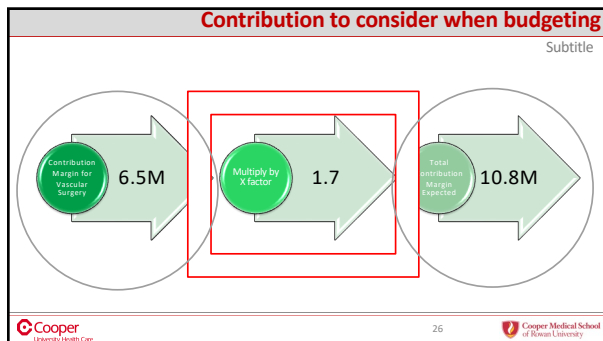 Contribution to consider when budgeting
Subtitle
Contribution
Margin for
Vascular
Surgery
6.5M
Multiply by
X factor
1.7
Total
Contribution
Margin
Expected
10.8M
Cooper
University Health Care
26
Cooper Medical School
of Rowan University